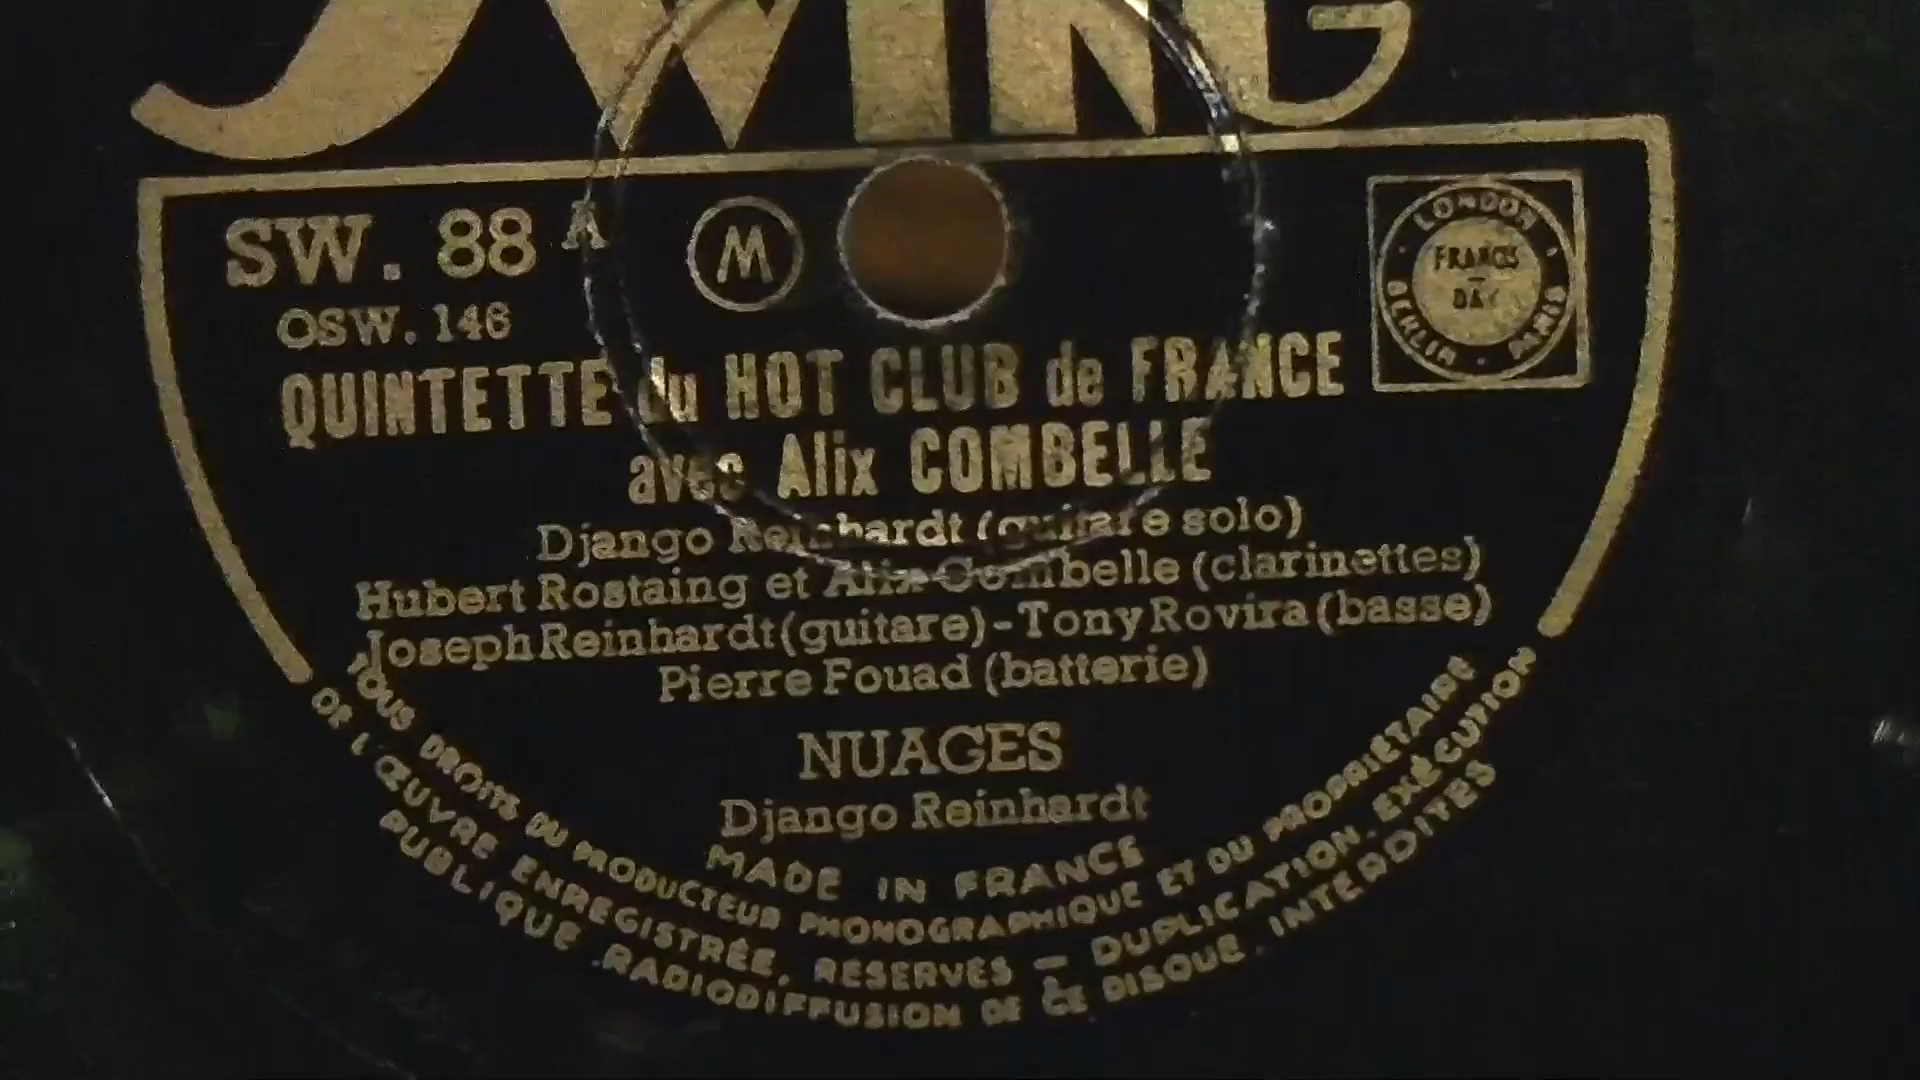 SWING
SW. 88 A
M
OSW. 146
LONDON
FRANCIS
DAY
BERLIN · PARIS
QUINTETTE du HOT CLUB de FRANCE
avec Alix COMBELLE
Django Reinhardt (guitare solo)
Hubert Rostaing et Alix Combelle (clarinettes)
Joseph Reinhardt (guitare) - Tony Rovira (basse)
Pierre Fouad (batterie)
NUAGES
Django Reinhardt
MADE IN FRANCE
TOUS DROITS DU PRODUCTEUR PHONOGRAPHIQUE ET DU PROPRIÉTAIRE
DE L'ŒUVRE ENREGISTRÉE, RÉSERVÉS — DUPLICATION. EXÉCUTION
PUBLIQUE. RADIODIFFUSION DE CE DISQUE. INTERDITES